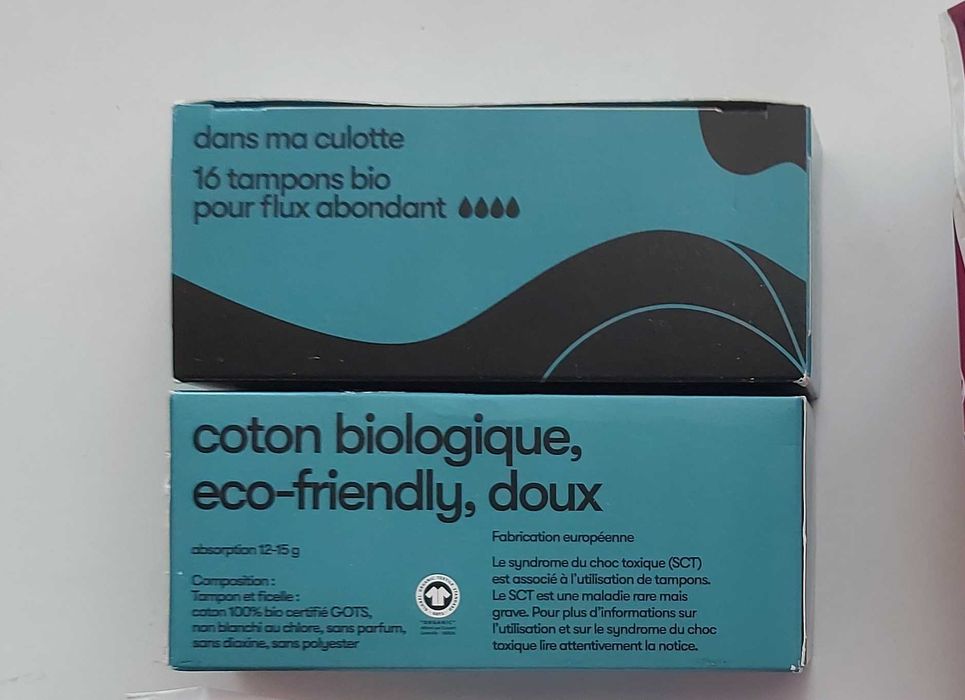 dans ma culotte
16 tampons bio
pour flux abondant
coton biologique,
eco-friendly, doux
absorption 12-15 g
Composition :
Tampon et ficelle :
coton 100% bio certifié GOTS,
non blanchi au chlore, sans parfum,
sans dioxine, sans polyester
"ORGANIC"
Fabrication européenne
Le syndrome du choc toxique (SCT)
est associé à l'utilisation de tampons.
Le SCT est une maladie rare mais
grave. Pour plus d'informations sur
l'utilisation et sur le syndrome du choc
toxique lire attentivement la notice.